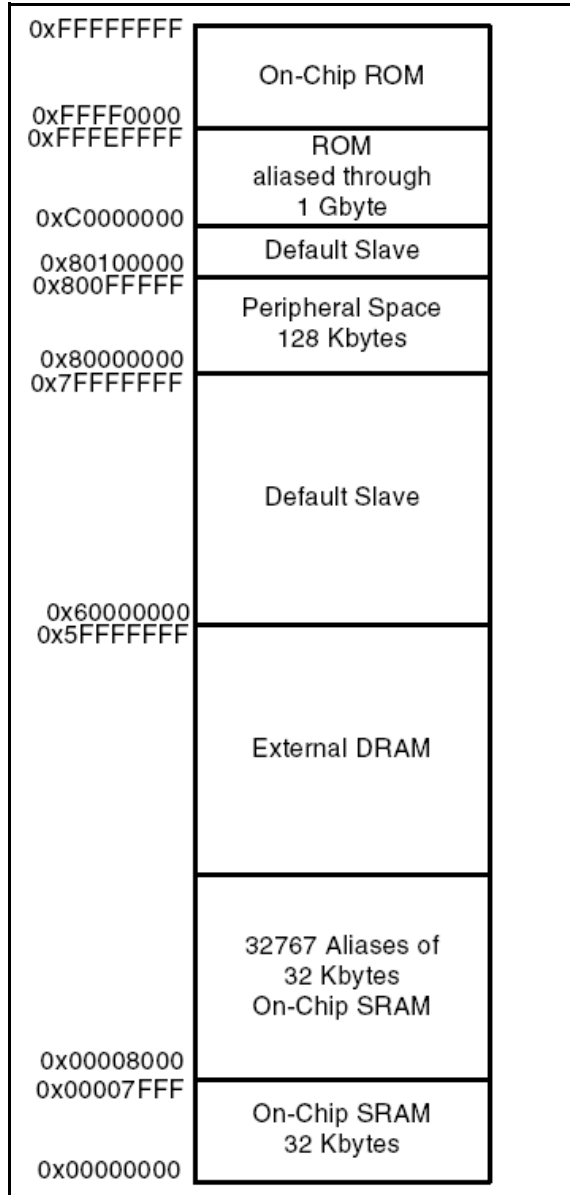 0xFFFFFFFF
On-Chip ROM
0xFFFF0000
0xFFFEFFFF
ROM
aliased through
1 Gbyte
0xC0000000
Default Slave
0x80100000
0x800FFFFF
Peripheral Space
128 Kbytes
0x80000000
0x7FFFFFFF
Default Slave
0x60000000
0x5FFFFFFF
External DRAM
32767 Aliases of
32 Kbytes
On-Chip SRAM
0x00008000
0x00007FFF
On-Chip SRAM
32 Kbytes
0x00000000